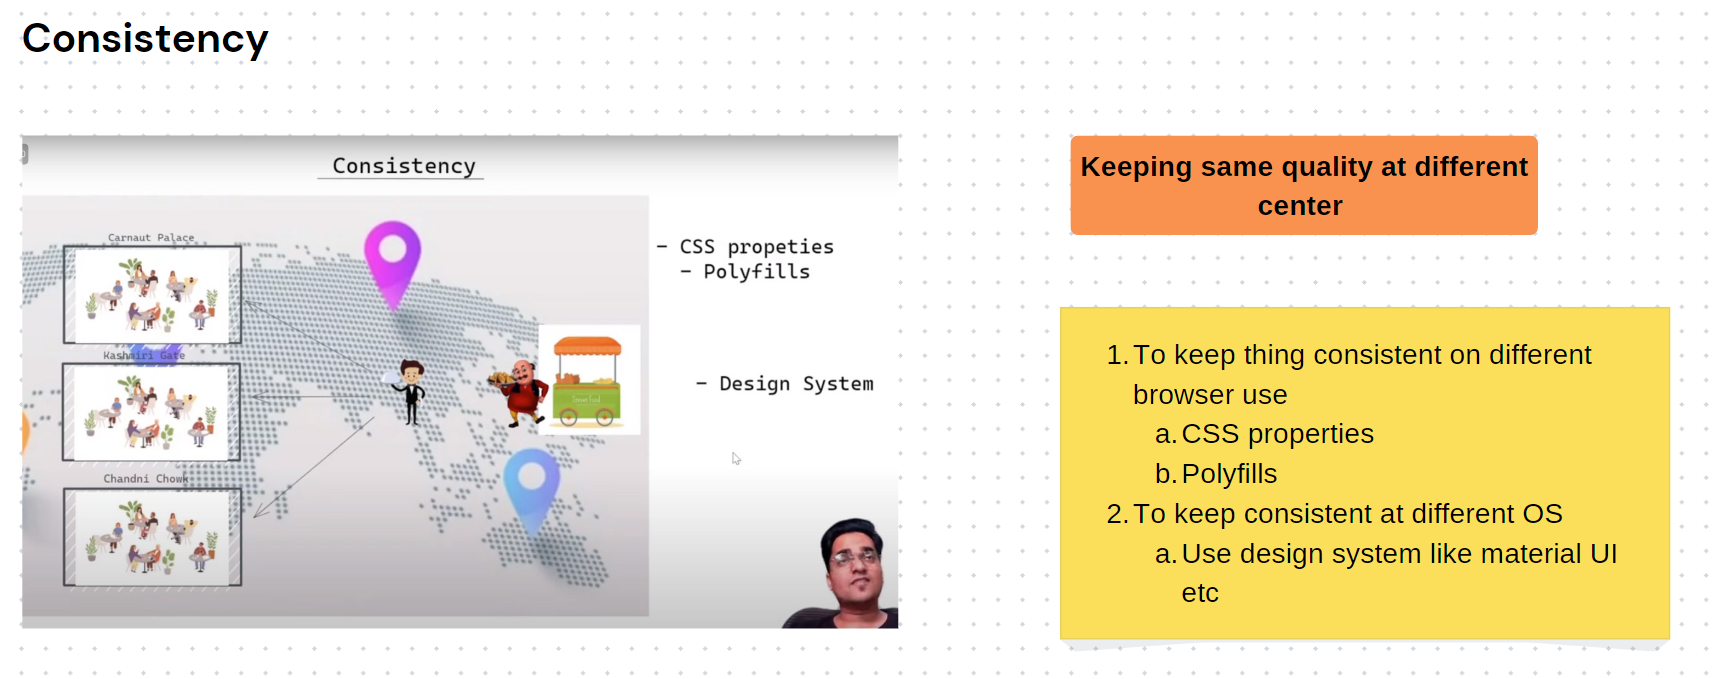 Consistency
Consistency
Carnaut Palace
Kashmiri Gate
Chandni Chowk
Street Food
- CSS propeties
- Polyfills
- Design System
Keeping same quality at different
center
1. To keep thing consistent on different
browser use
a. CSS properties
b. Polyfills
2. To keep consistent at different OS
a. Use design system like material UI
etc